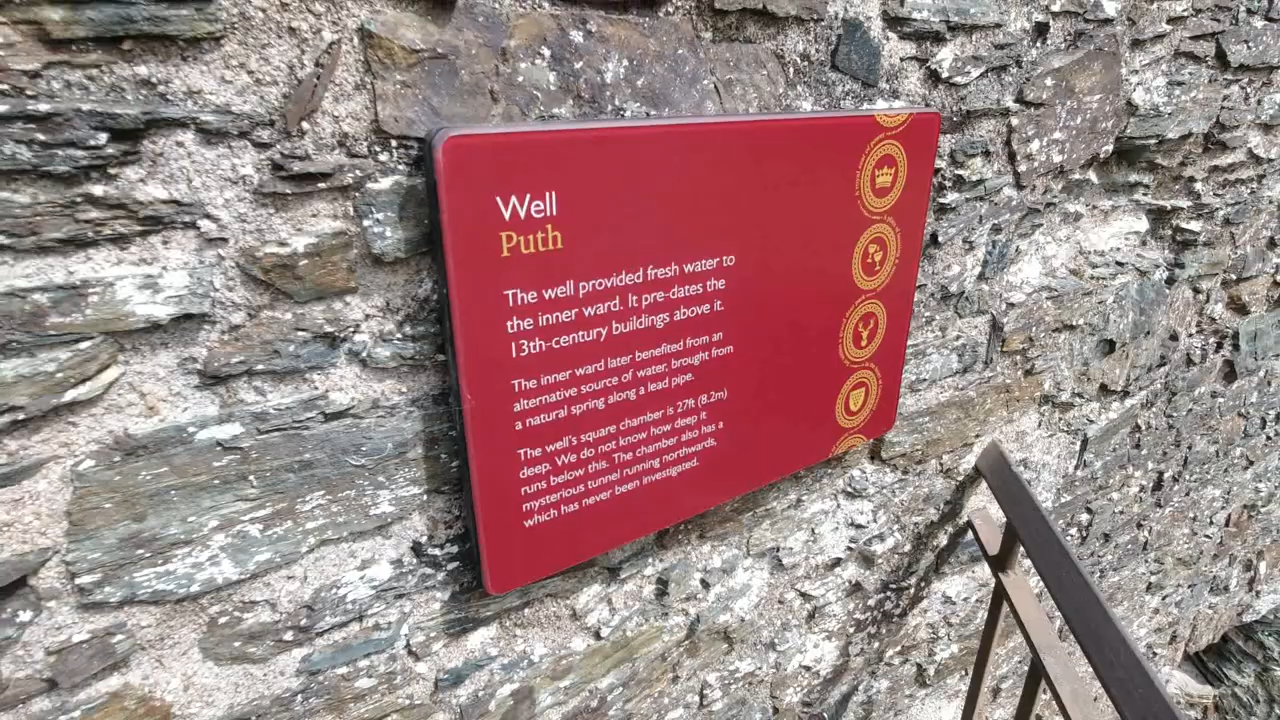 Well
Puth
The well provided fresh water to
the inner ward. It pre-dates the
13th-century buildings above it.
The inner ward later benefited from an
alternative source of water, brought from
a natural spring along a lead pipe.
The well's square chamber is 27ft (8.2m)
deep. We do not know how deep it
runs below this. The chamber also has a
mysterious tunnel running northwards,
which has never been investigated.